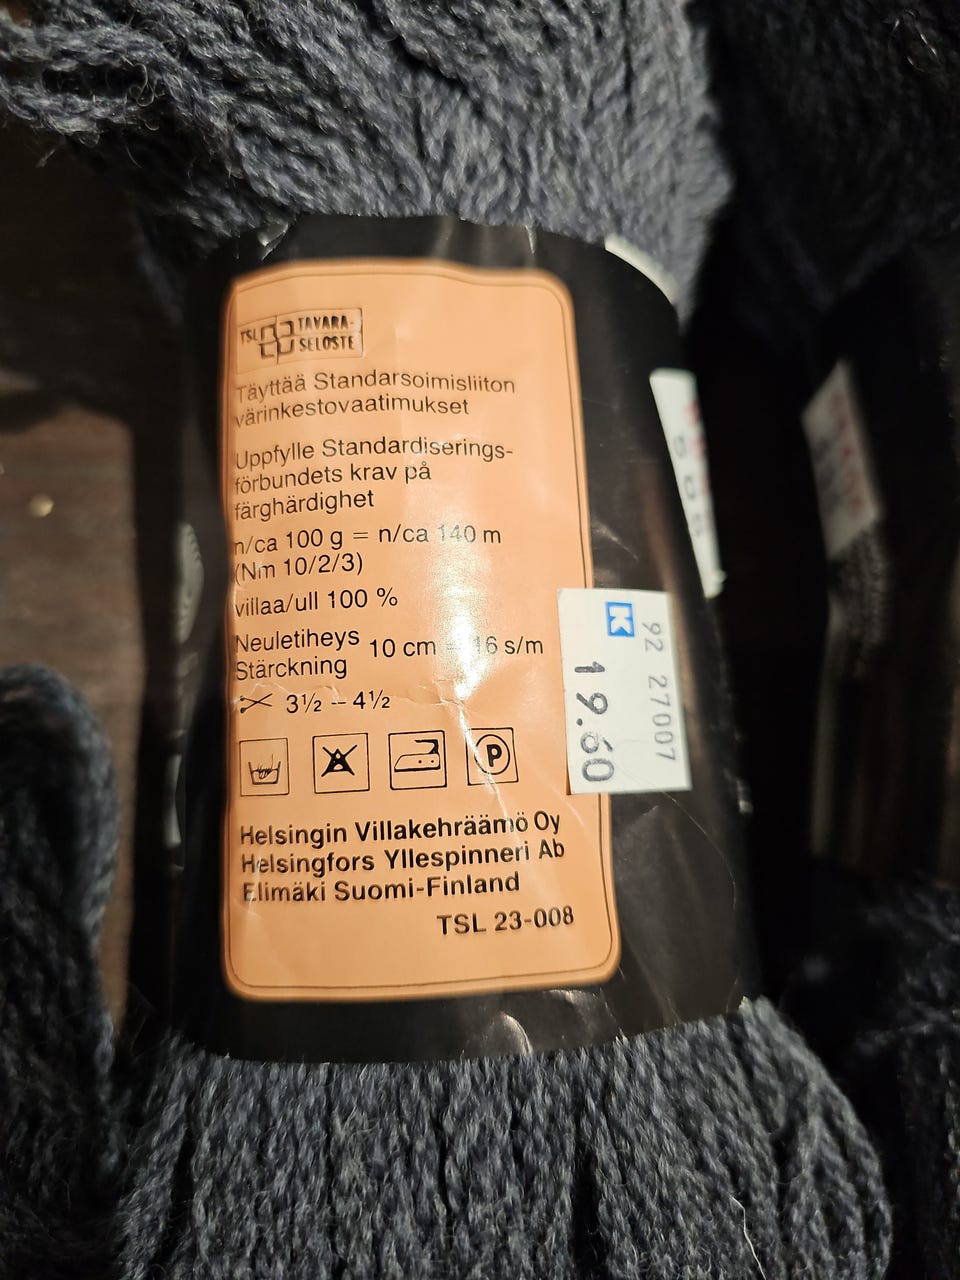 TSL TAVARA-
SELOSTE
Täyttää Standarsoimisliiton
värinkestovaatimukset
Uppfylle Standardiserings-
förbundets krav på
färghärdighet
n/ca 100 g = n/ca 140 m
(Nm 10/2/3)
villaa/ull 100 %
Neuletiheys
Stärckning
10 cm = 16 s/m
3½ – 4½
P
Helsingin Villakehräämö Oy
Helsingfors Yllespinneri Ab
Elimäki Suomi-Finland
TSL 23-008
K
92 27007
19.60